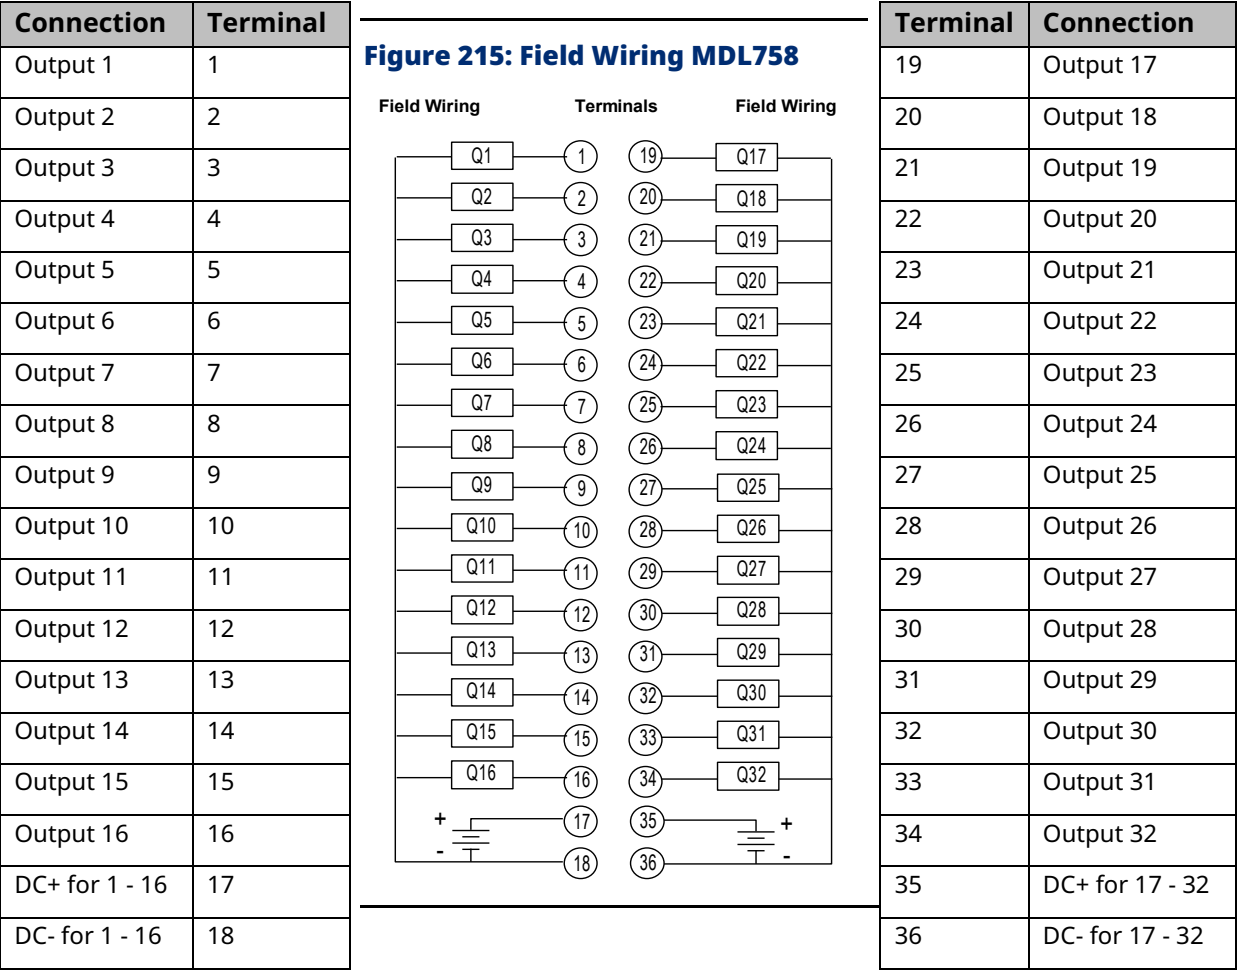 Connection Terminal
Output 1 1
Output 2 2
Output 3 3
Output 4 4
Output 5 5
Output 6 6
Output 7 7
Output 8 8
Output 9 9
Output 10 10
Output 11 11
Output 12 12
Output 13 13
Output 14 14
Output 15 15
Output 16 16
DC+ for 1 - 16 17
DC- for 1 - 16 18
Figure 215: Field Wiring MDL758
Field Wiring Terminals Field Wiring
Q1 1 19 Q17
Q2 2 20 Q18
Q3 3 21 Q19
Q4 4 22 Q20
Q5 5 23 Q21
Q6 6 24 Q22
Q7 7 25 Q23
Q8 8 26 Q24
Q9 9 27 Q25
Q10 10 28 Q26
Q11 11 29 Q27
Q12 12 30 Q28
Q13 13 31 Q29
Q14 14 32 Q30
Q15 15 33 Q31
Q16 16 34 Q32
+ 17 35 +
- 18 36 -
Terminal Connection
19 Output 17
20 Output 18
21 Output 19
22 Output 20
23 Output 21
24 Output 22
25 Output 23
26 Output 24
27 Output 25
28 Output 26
29 Output 27
30 Output 28
31 Output 29
32 Output 30
33 Output 31
34 Output 32
35 DC+ for 17 - 32
36 DC- for 17 - 32